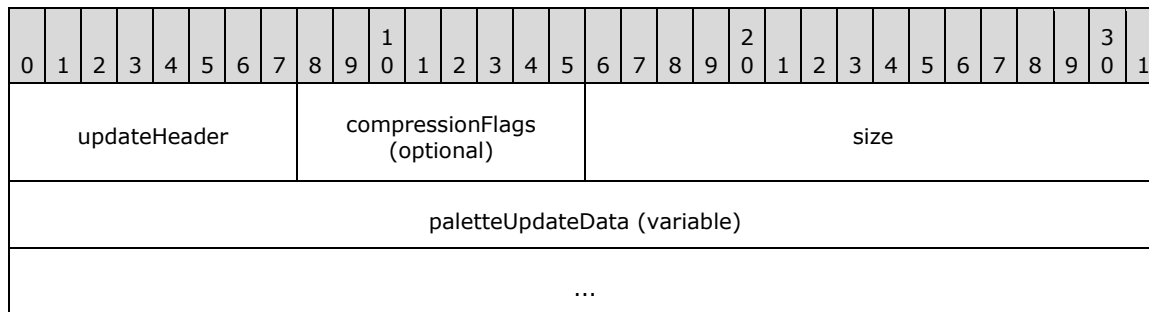 1 2 3
0 1 2 3 4 5 6 7 8 9 0 1 2 3 4 5 6 7 8 9 0 1 2 3 4 5 6 7 8 9 0 1
updateHeader compressionFlags (optional) size
paletteUpdateData (variable)
...